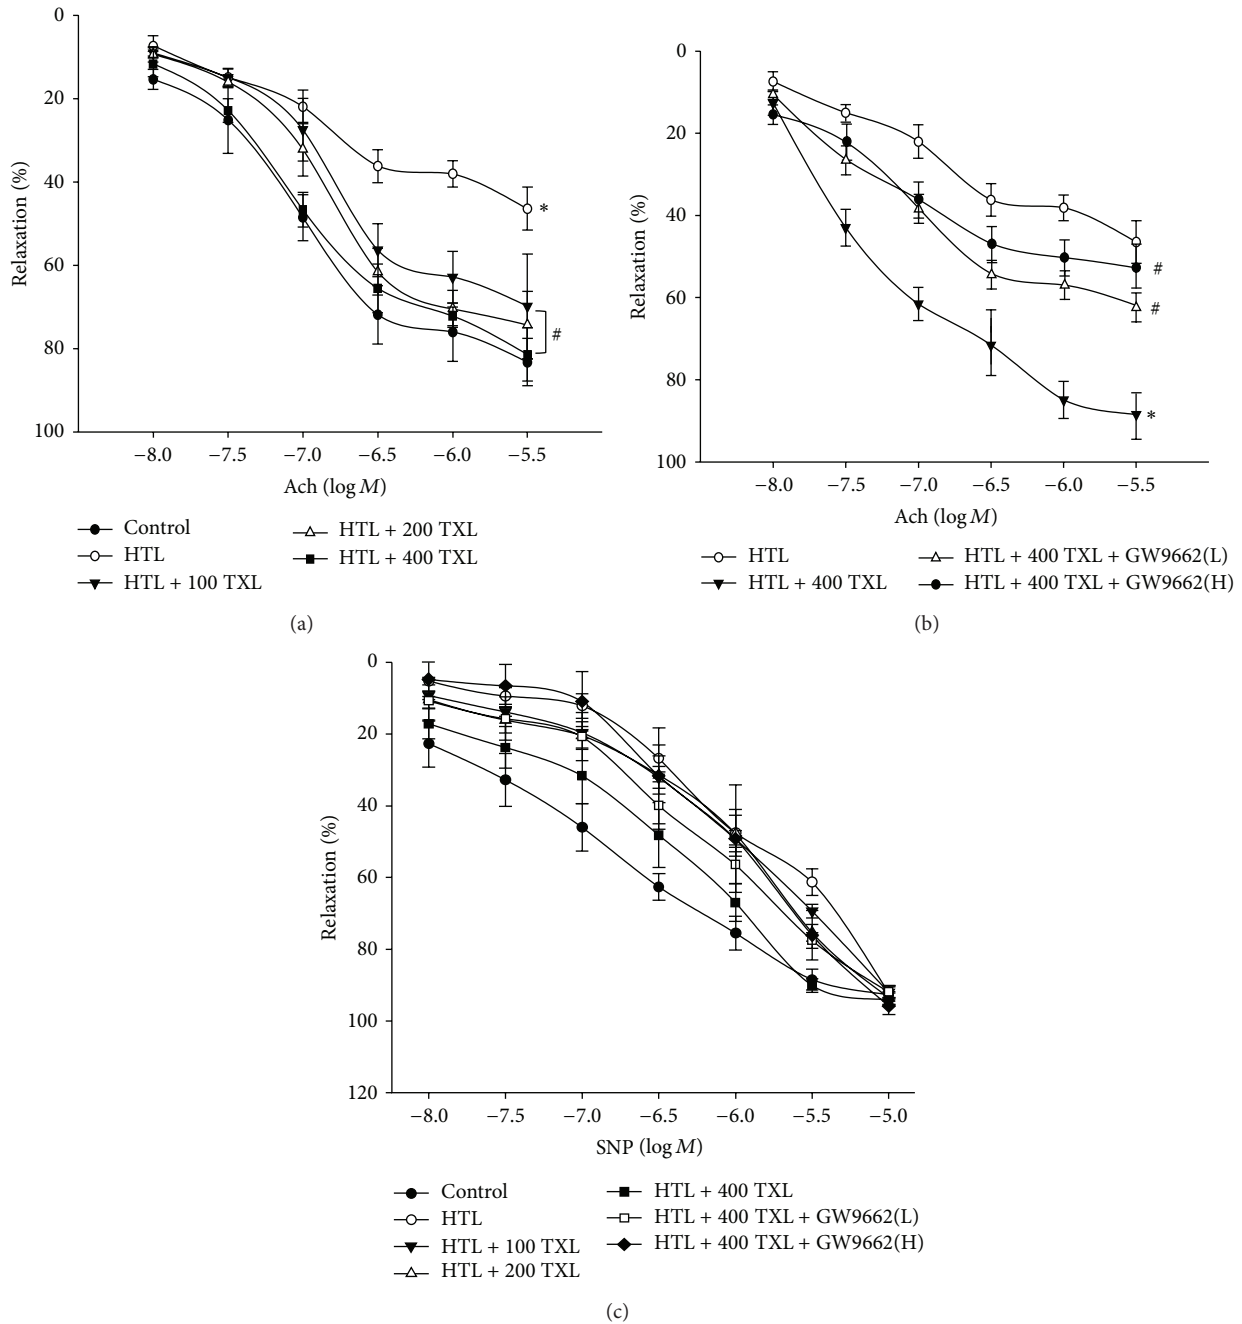 0
20
40
60
80
100
Relaxation (%)
*
#
−8.0 −7.5 −7.0 −6.5 −6.0 −5.5
Ach (log M)
Control
HTL
HTL + 100 TXL
HTL + 200 TXL
HTL + 400 TXL
(a)
0
20
40
60
80
100
Relaxation (%)
#
#
*
−8.0 −7.5 −7.0 −6.5 −6.0 −5.5
Ach (log M)
HTL
HTL + 400 TXL
HTL + 400 TXL + GW9662(L)
HTL + 400 TXL + GW9662(H)
(b)
0
20
40
60
80
100
120
Relaxation (%)
−8.0 −7.5 −7.0 −6.5 −6.0 −5.5 −5.0
SNP (log M)
Control
HTL
HTL + 100 TXL
HTL + 200 TXL
HTL + 400 TXL
HTL + 400 TXL + GW9662(L)
HTL + 400 TXL + GW9662(H)
(c)